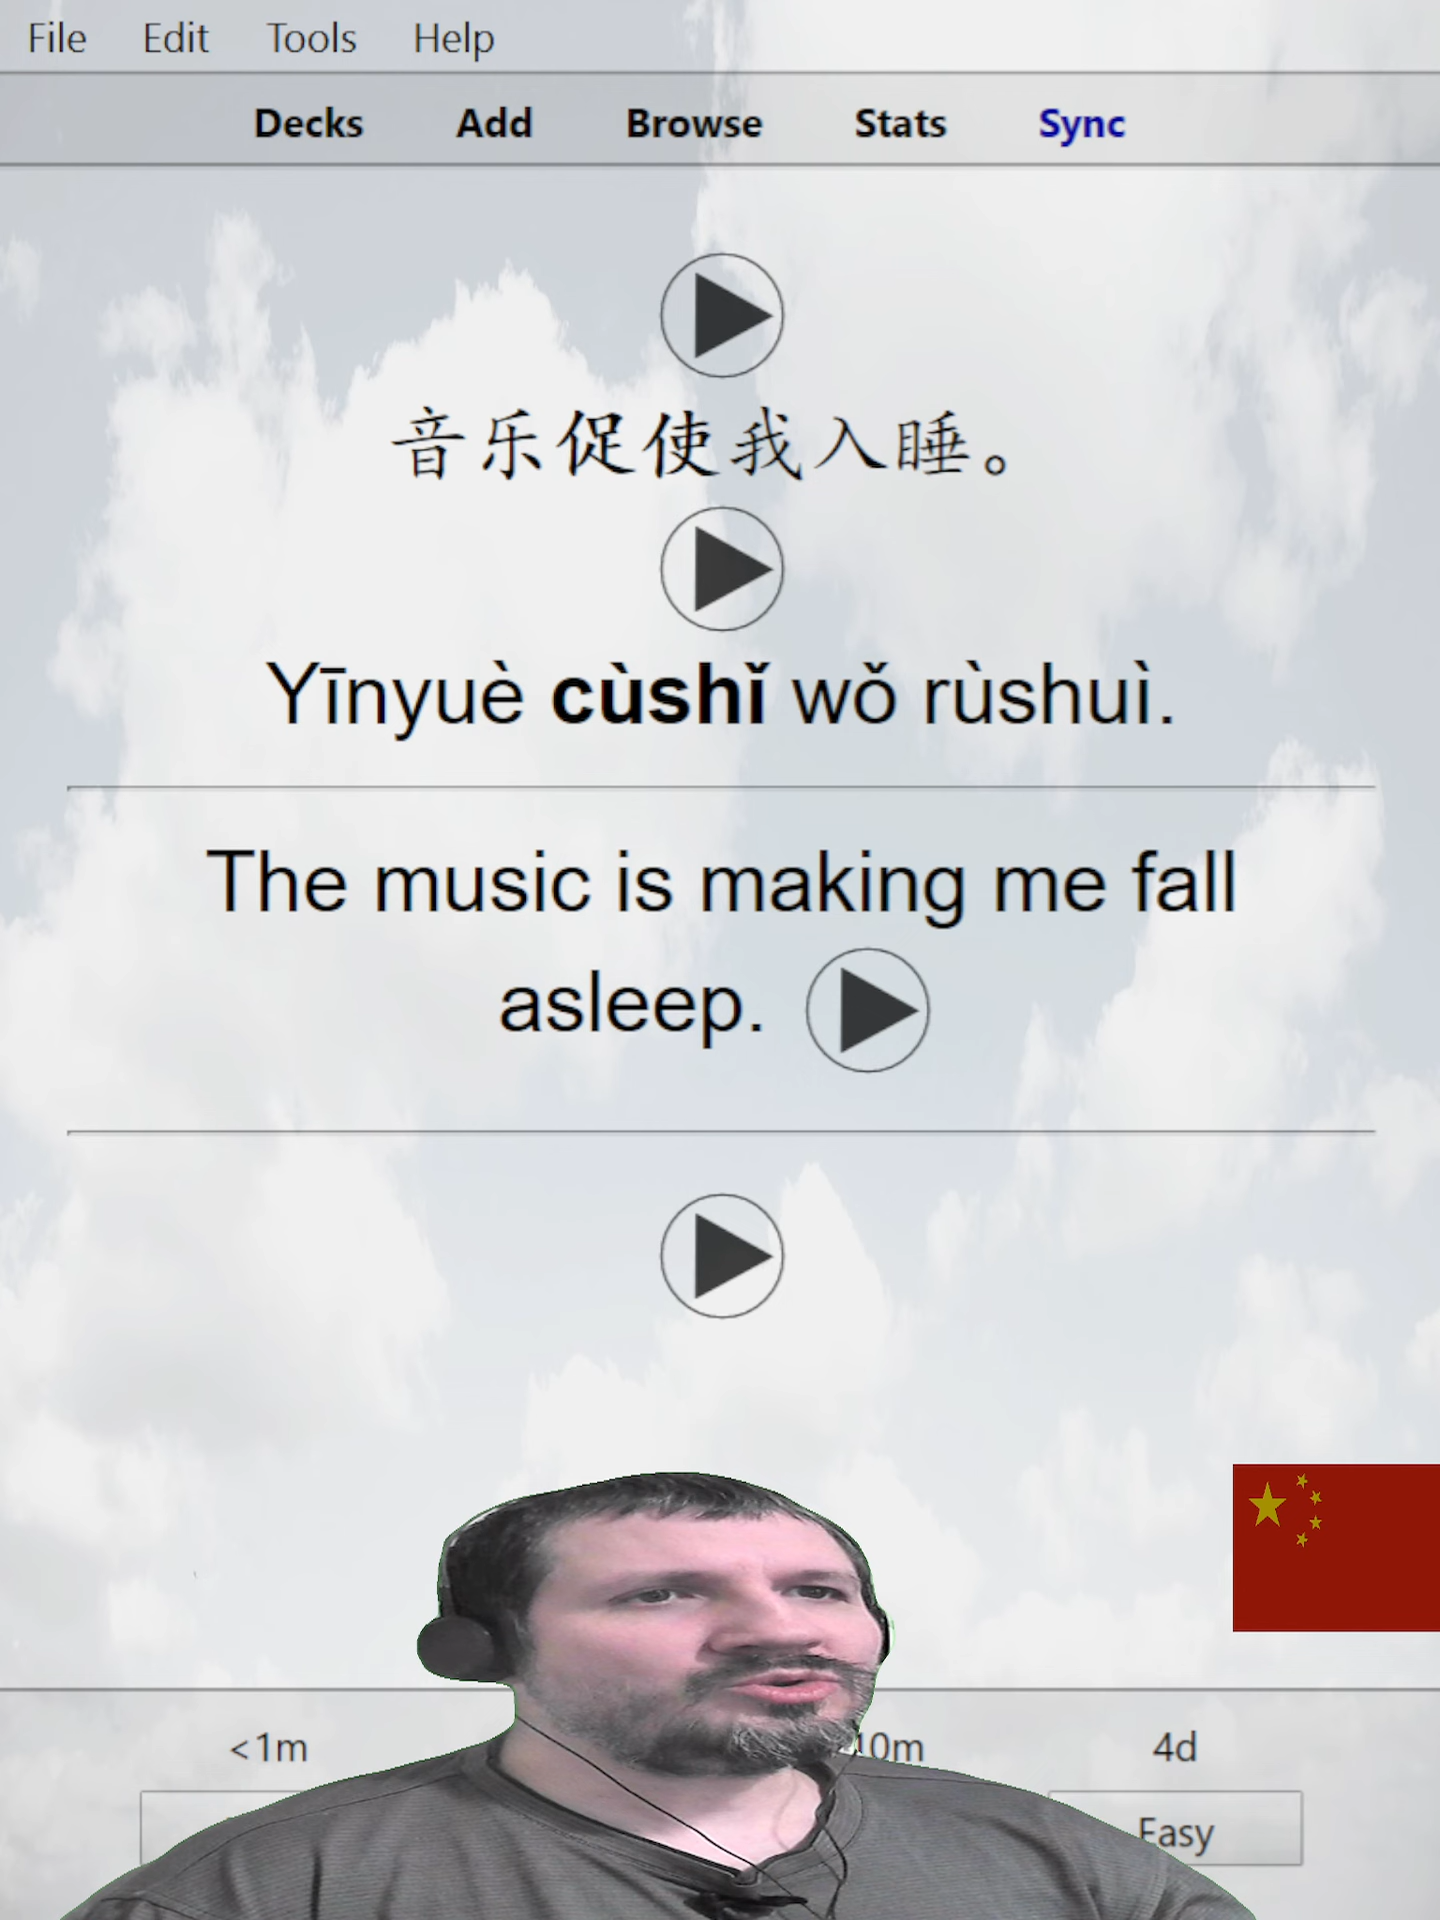 File Edit Tools Help
Decks Add Browse Stats Sync
音乐促使我入睡。
Yīnyuè cùshǐ wǒ rùshuì.
The music is making me fall
asleep.
<1m 10m 4d
Easy